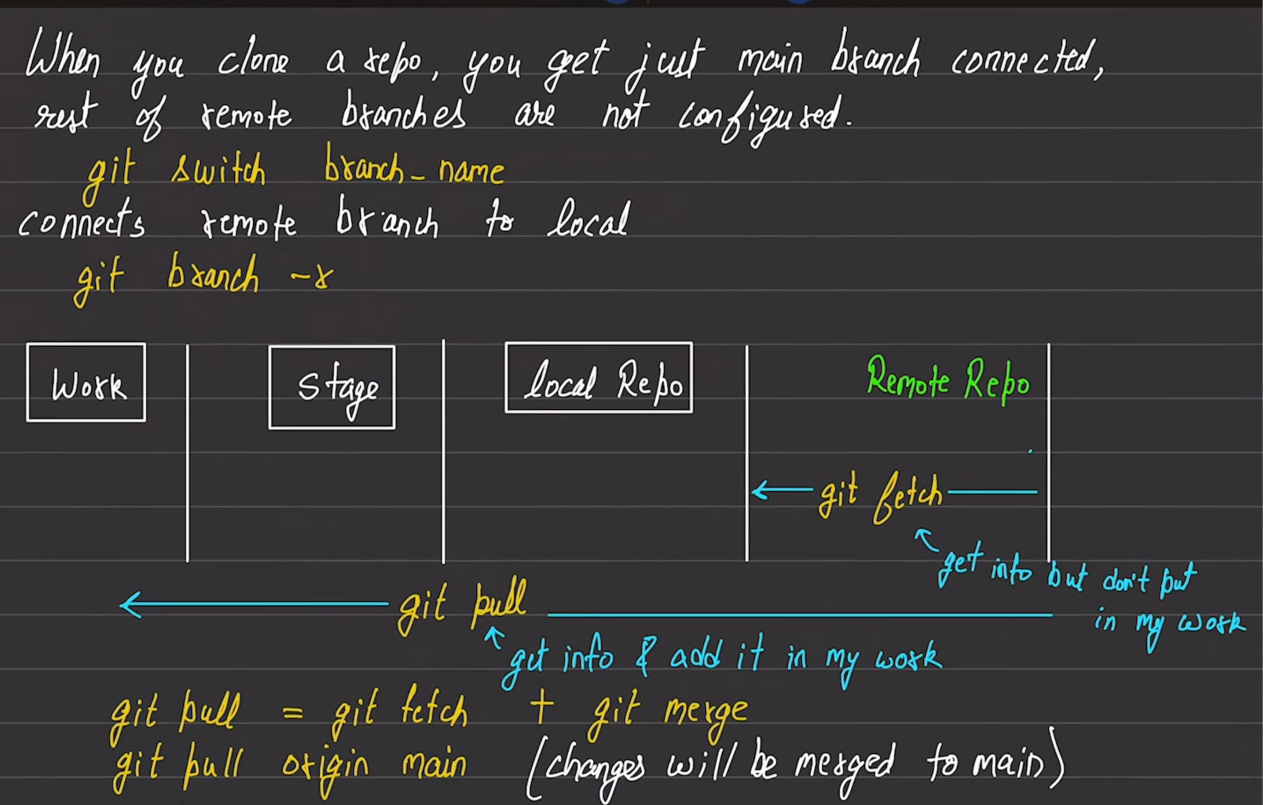 When you clone a repo, you get just main branch connected,
rest of remote branches are not configured.
git switch branch_name
connects remote branch to local
git branch -r
Work
Stage
local Repo
Remote Repo
git fetch
get info but don't put
in my work
git pull
get info & add it in my work
git pull = git fetch + git merge
git pull origin main (changes will be merged to main)